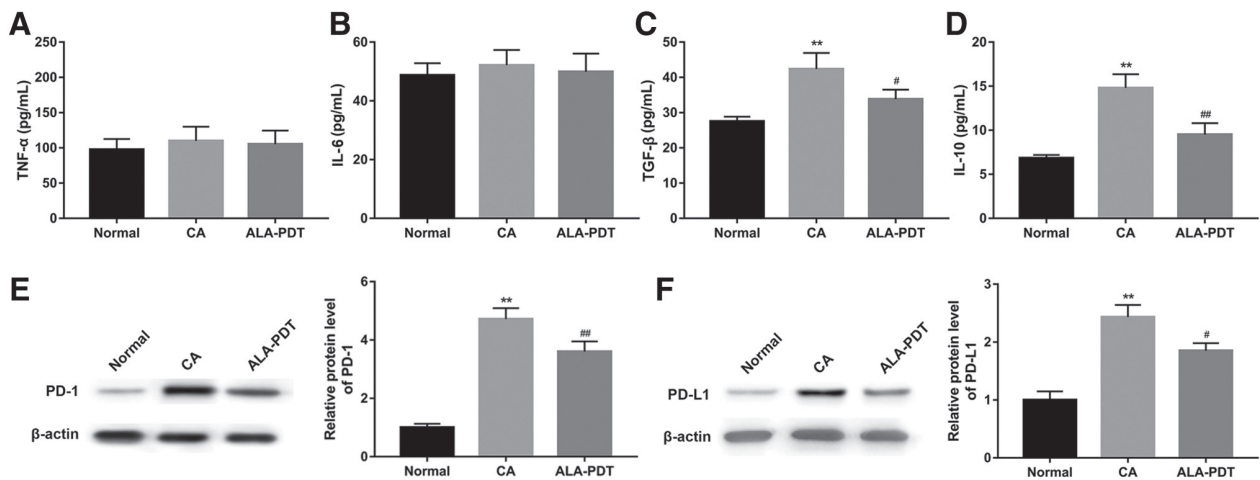 A
TNF-α (pg/mL)
250
200
150
100
50
0
Normal CA ALA-PDT
B
IL-6 (pg/mL)
60
40
20
0
Normal CA ALA-PDT
C
TGF-β (pg/mL)
50
40
30
20
10
0
**
#
Normal CA ALA-PDT
D
IL-10 (pg/mL)
20
15
10
5
0
**
##
Normal CA ALA-PDT
E
Normal CA ALA-PDT
PD-1
β-actin
Relative protein level
of PD-1
6
4
2
0
**
##
Normal CA ALA-PDT
F
Normal CA ALA-PDT
PD-L1
β-actin
Relative protein level
of PD-L1
3
2
1
0
**
#
Normal CA ALA-PDT